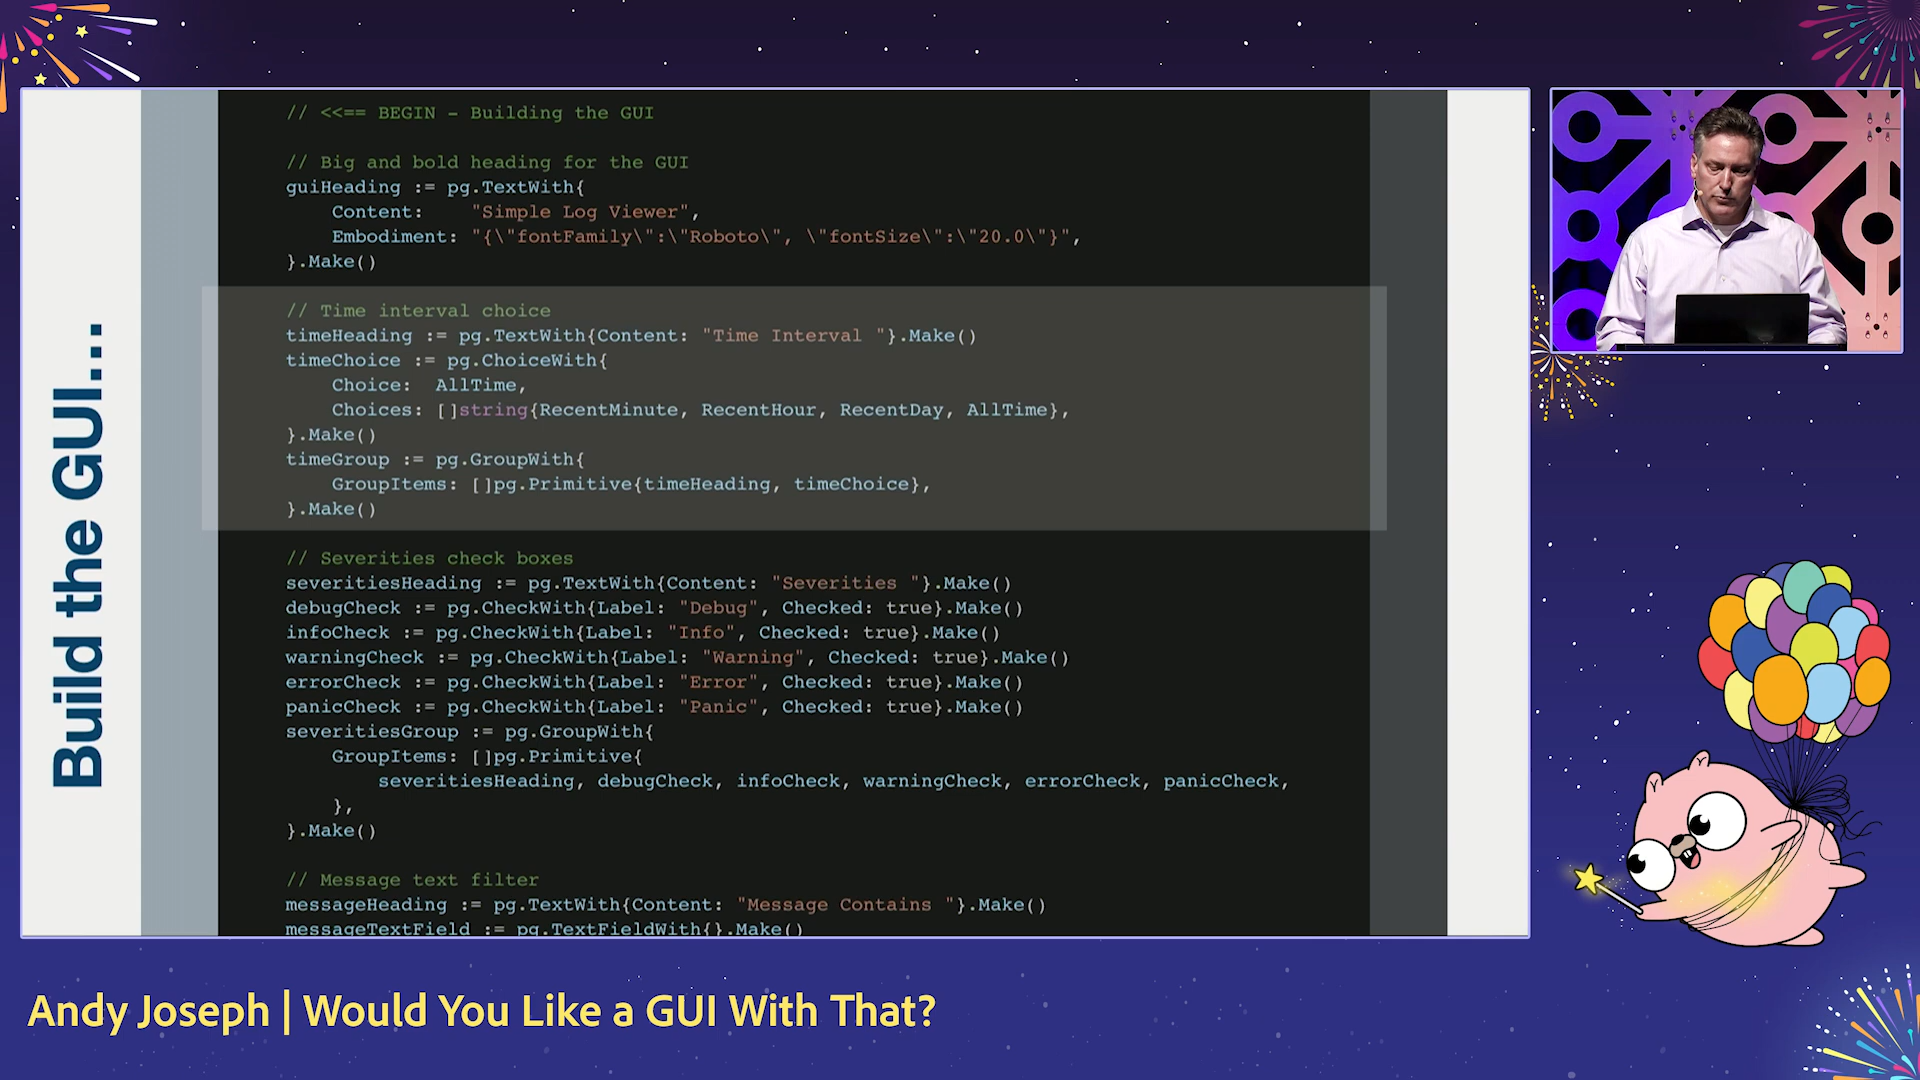 Build the GUI...
// <<== BEGIN - Building the GUI
// Big and bold heading for the GUI
guiHeading := pg.TextWith{
    Content:    "Simple Log Viewer",
    Embodiment: "{\"fontFamily\":\"Roboto\", \"fontSize\":\"20.0\"}",
}.Make()
// Time interval choice
timeHeading := pg.TextWith{Content: "Time Interval "}.Make()
timeChoice := pg.ChoiceWith{
    Choice:  AllTime,
    Choices: []string{RecentMinute, RecentHour, RecentDay, AllTime},
}.Make()
timeGroup := pg.GroupWith{
    GroupItems: []pg.Primitive{timeHeading, timeChoice},
}.Make()
// Severities check boxes
severitiesHeading := pg.TextWith{Content: "Severities "}.Make()
debugCheck := pg.CheckWith{Label: "Debug", Checked: true}.Make()
infoCheck := pg.CheckWith{Label: "Info", Checked: true}.Make()
warningCheck := pg.CheckWith{Label: "Warning", Checked: true}.Make()
errorCheck := pg.CheckWith{Label: "Error", Checked: true}.Make()
panicCheck := pg.CheckWith{Label: "Panic", Checked: true}.Make()
severitiesGroup := pg.GroupWith{
    GroupItems: []pg.Primitive{
        severitiesHeading, debugCheck, infoCheck, warningCheck, errorCheck, panicCheck,
    },
}.Make()
// Message text filter
messageHeading := pg.TextWith{Content: "Message Contains "}.Make()
messageTextField := pg.TextFieldWith{}.Make()
Andy Joseph | Would You Like a GUI With That?